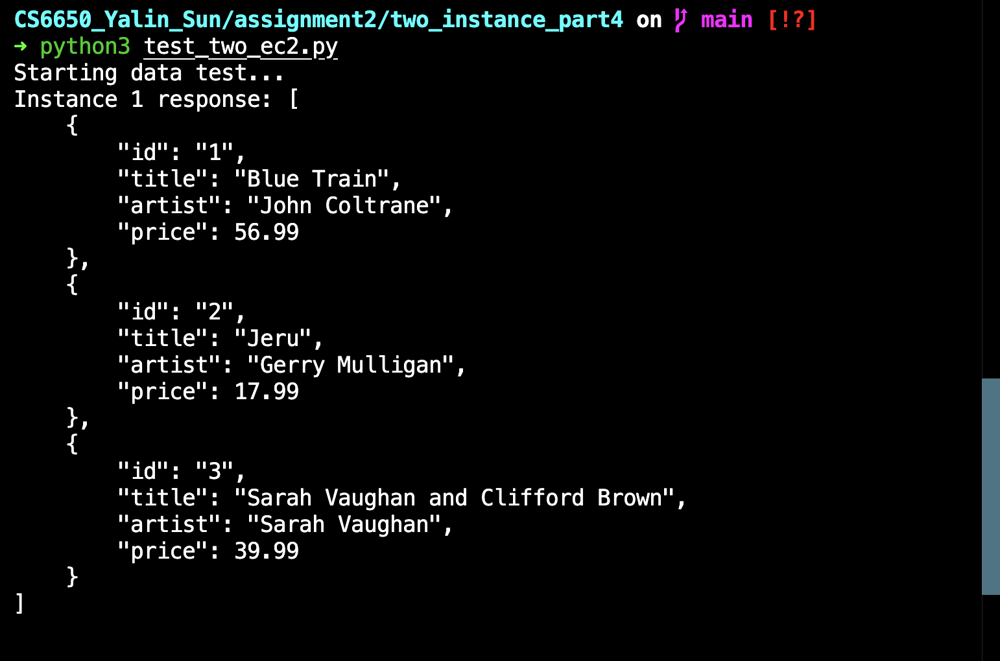 CS6650_Yalin_Sun/assignment2/two_instance_part4 on main [!?]
→ python3 test_two_ec2.py
Starting data test...
Instance 1 response: [
    {
        "id": "1",
        "title": "Blue Train",
        "artist": "John Coltrane",
        "price": 56.99
    },
    {
        "id": "2",
        "title": "Jeru",
        "artist": "Gerry Mulligan",
        "price": 17.99
    },
    {
        "id": "3",
        "title": "Sarah Vaughan and Clifford Brown",
        "artist": "Sarah Vaughan",
        "price": 39.99
    }
]